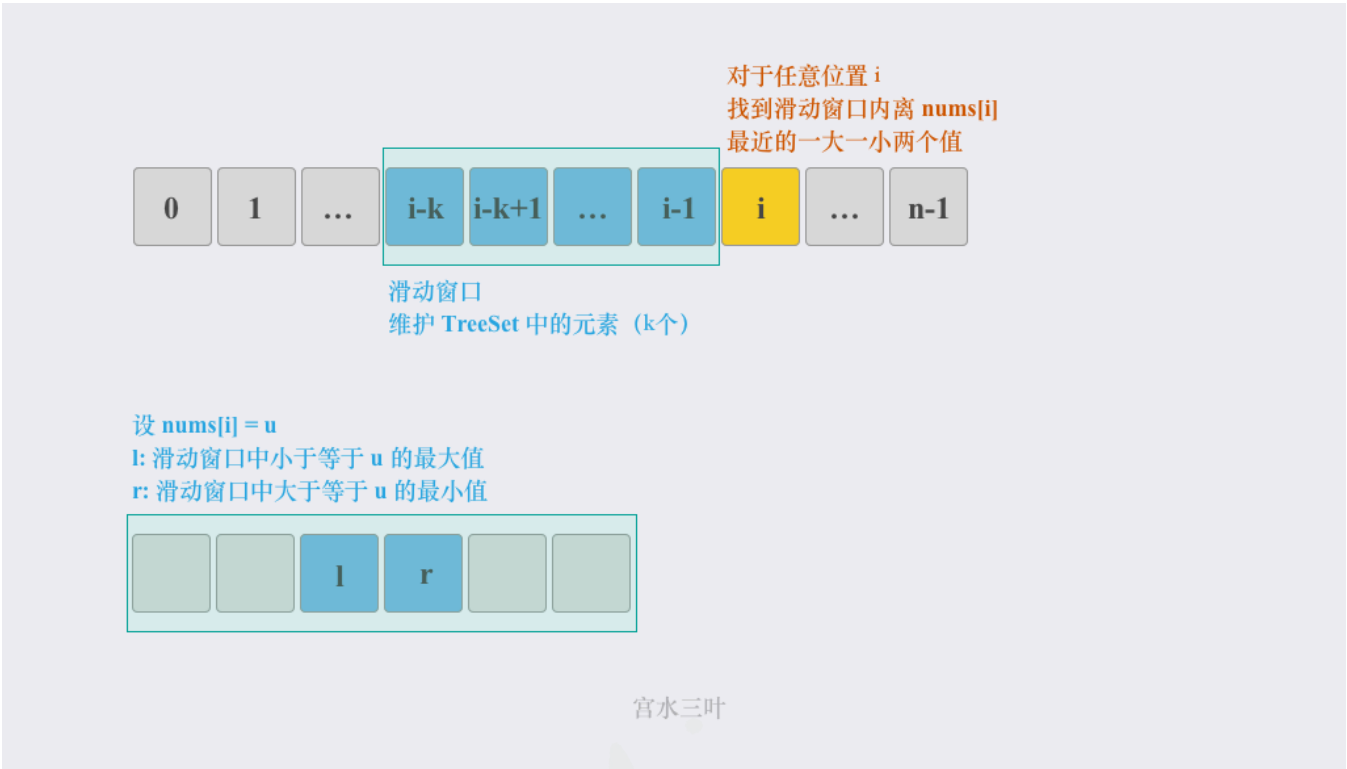 对于任意位置 i
找到滑动窗口内离 nums[i]
最近的一大一小两个值
0 1 … i-k i-k+1 … i-1 i … n-1
滑动窗口
维护 TreeSet 中的元素（k个）
设 nums[i] = u
l: 滑动窗口中小于等于 u 的最大值
r: 滑动窗口中大于等于 u 的最小值
l r
宫水三叶